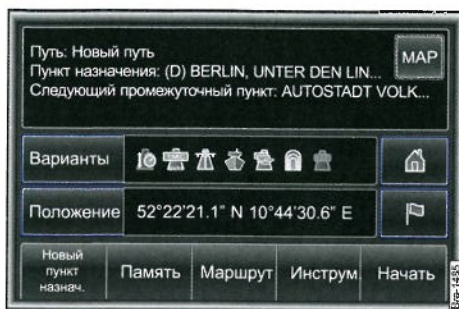 Путь: Новый путь
MAP
Пункт назначения: (D) BERLIN, UNTER DEN LIN...
Следующий промежуточный пункт: AUTOSTADT VOLK...
Варианты
Положение 52°22'21.1" N 10°44'30.6" E
Новый
пункт
назнач.
Память Маршрут Инструм. Начать